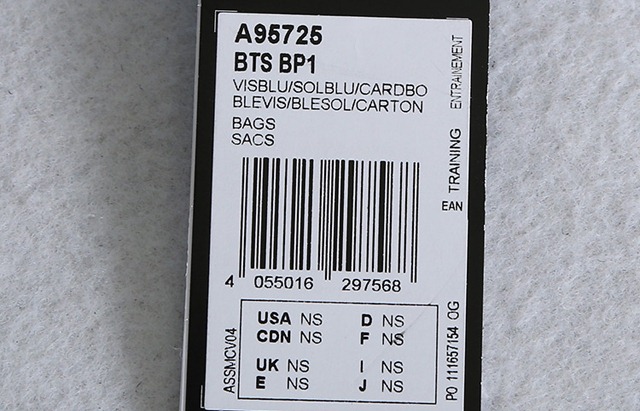 A95725
BTS BP1
VISBLU/SOLBLU/CARDBO
BLEVIS/BLESOL/CARTON
BAGS
SACS
TRAINING ENTRAINEMENT
EAN
4 055016 297568
USA NS D NS
CDN NS F NS
UK NS I NS
E NS J NS
ASSMCV04
PO 111657154 OG